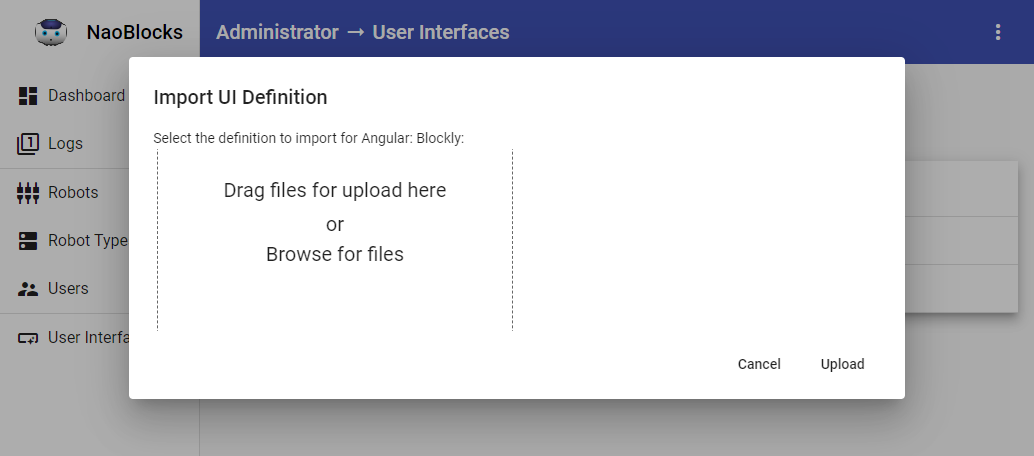 NaoBlocks
Administrator → User Interfaces
Dashboard
Logs
Robots
Robot Type
Users
User Interfa
Import UI Definition
Select the definition to import for Angular: Blockly:
Drag files for upload here
or
Browse for files
Cancel
Upload